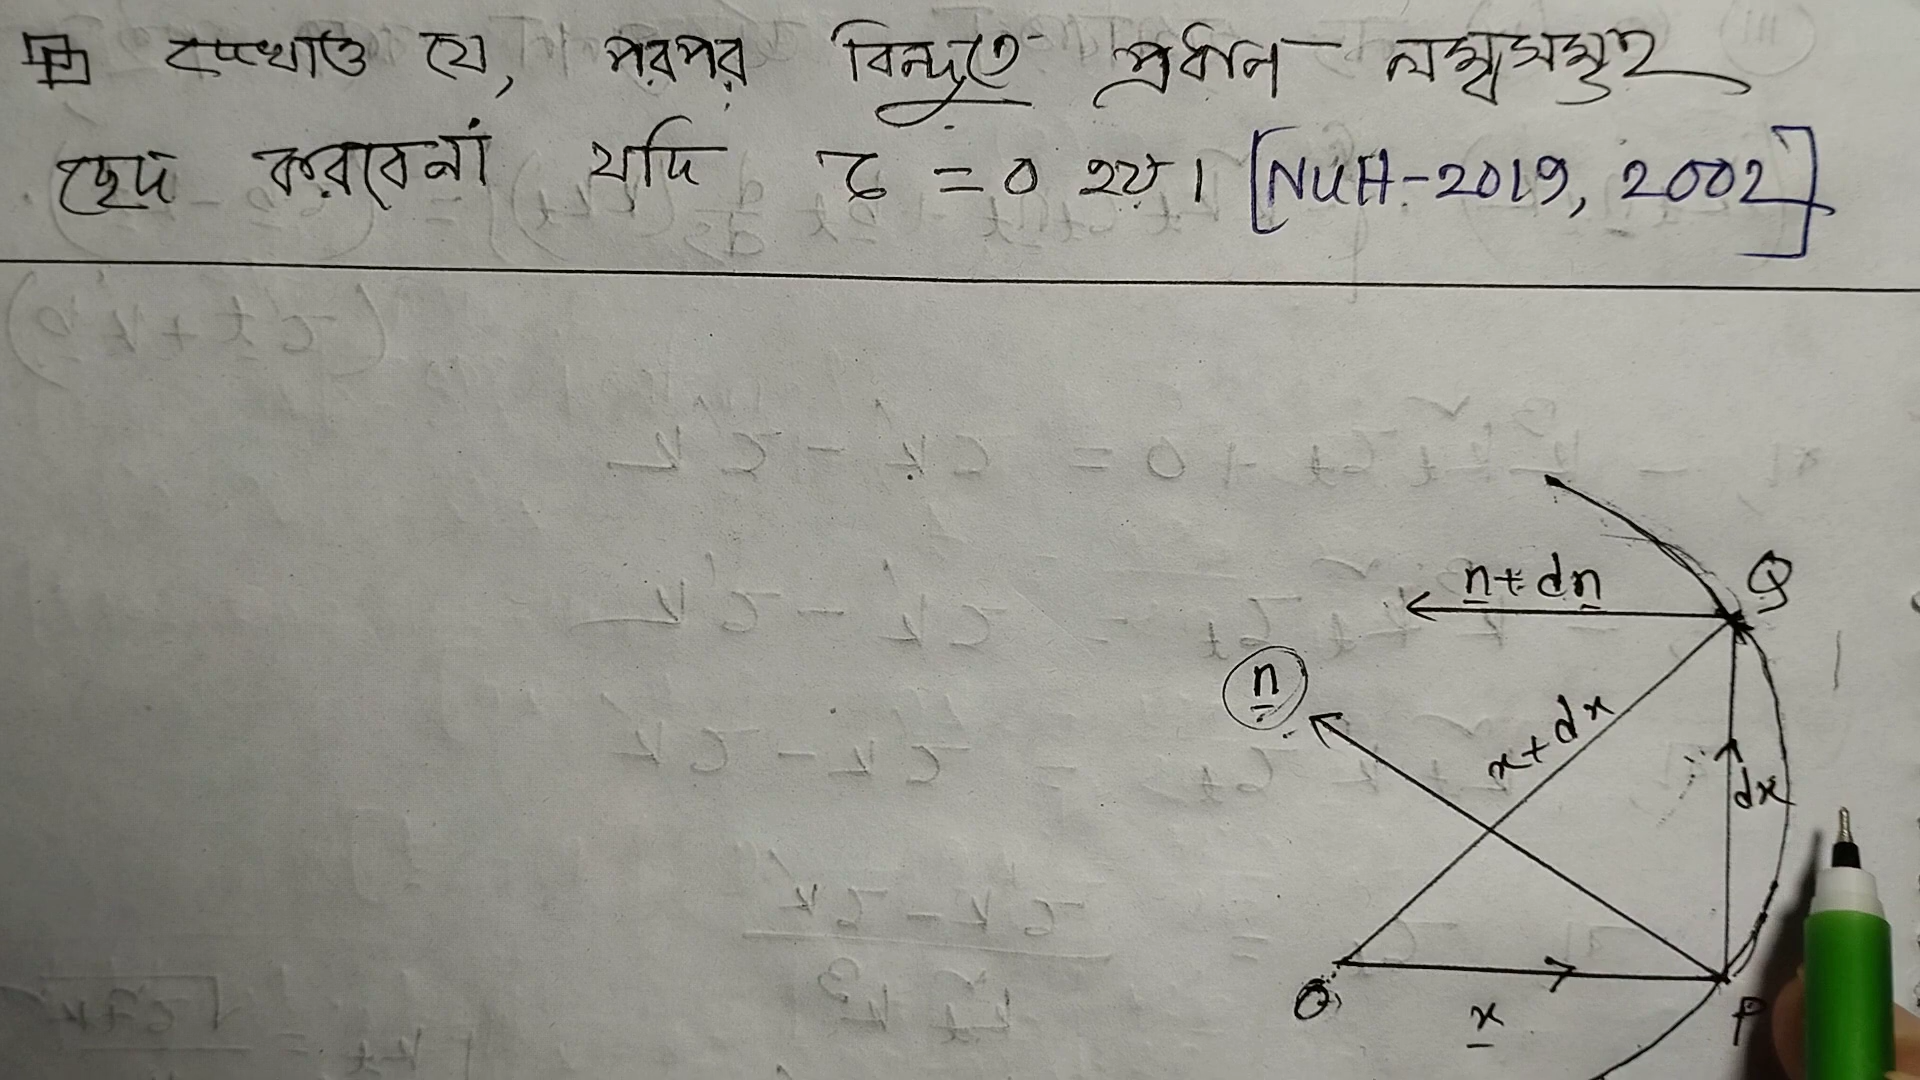 দেখাও যে, পরপর বিন্দুতে প্রধান লম্বসমূহ
ছেদ করবেনা যদি τ = 0 হয়। [NUH-2019, 2002]
n + dn
Q
n
x + dx
dx
O
x
P